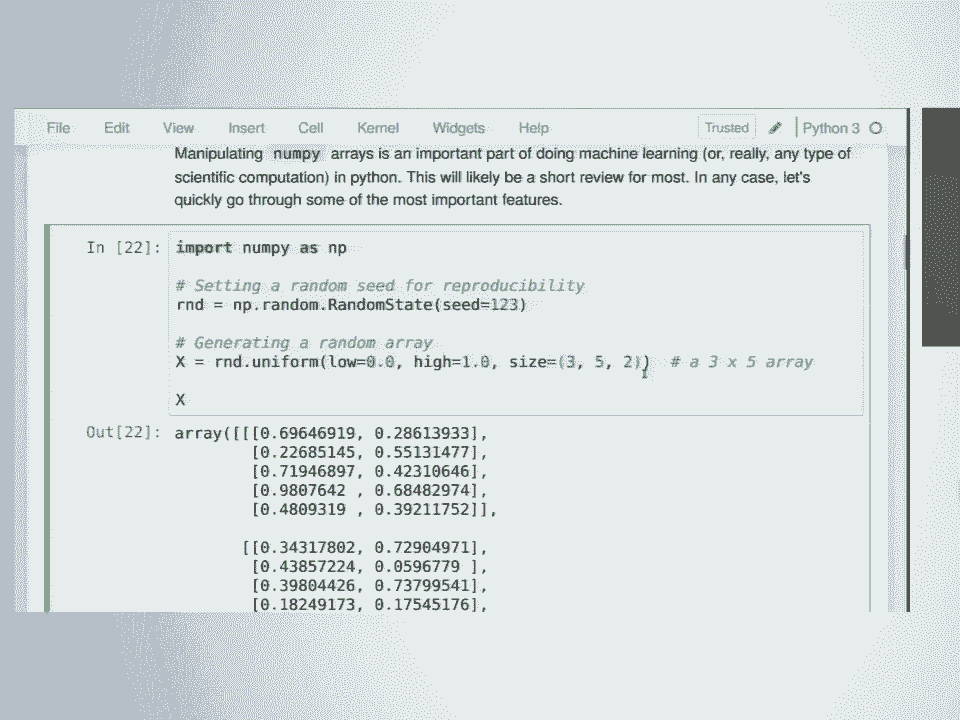 File Edit View Insert Cell Kernel Widgets Help Trusted Python 3
Manipulating numpy arrays is an important part of doing machine learning (or, really, any type of
scientific computation) in python. This will likely be a short review for most. In any case, let's
quickly go through some of the most important features.
In [22]: import numpy as np
# Setting a random seed for reproducibility
rnd = np.random.RandomState(seed=123)
# Generating a random array
X = rnd.uniform(low=0.0, high=1.0, size=(3, 5, 2)) # a 3 x 5 array
X
Out[22]: array([[[0.69646919, 0.28613933],
[0.22685145, 0.55131477],
[0.71946897, 0.42310646],
[0.9807642 , 0.68482974],
[0.4809319 , 0.39211752]],
[[0.34317802, 0.72904971],
[0.43857224, 0.0596779 ],
[0.39804426, 0.73799541],
[0.18249173, 0.17545176],